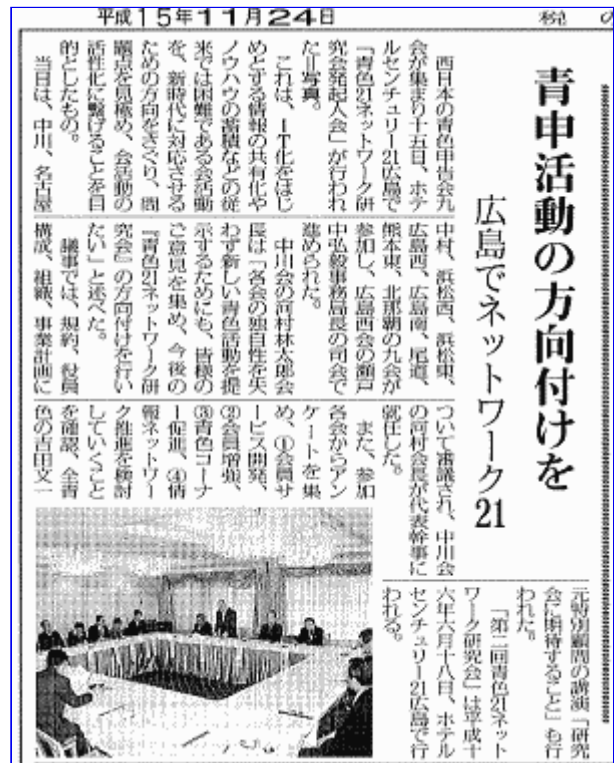 平成15年11月24日
税の
青申活動の方向付けを
広島でネットワーク21
西日本の青色申告会九
会が集まり十五日、ホテ
ルセンチュリー21広島で
「青色21ネットワーク研
究会発起人会」が行われ
た＝写真。
これは、IT化をはじ
めとする情報の共有化や
ノウハウの蓄積などの従
来では困難である会活動
を、新時代に対応させる
ための方向をさぐり、問
題点を見極め、会活動の
活性化に繋げることを目
的としたもの。
当日は、中川、名古屋
中村、浜松西、浜松東、
広島西、広島南、尾道、
熊本東、北那覇の九会が
参加し、広島西会の瀬戸
中弘毅事務局長の司会で
進められた。
中川会の河村林太郎会
長は「各会の独自性を失
わず新しい青色活動を提
示するためにも、皆様の
ご意見を集め、今後の
『青色21ネットワーク研
究会』の方向付けを行い
たい」と述べた。
議事では、規約、役員
構成、組織、事業計画に
ついて審議され、中川会
の河村会長が代表幹事に
就任した。
また、参加
各会からアン
ケートを集
め、①会員サ
ービス開発、
②会員増強、
③青色コーナ
ー促進、④情
報ネットワー
ク推進を検討
していくこと
を確認、全青
色の吉田文一
元特別顧問の講演「研究
会に期待すること」も行
われた。
「第二回青色21ネット
ワーク研究会」は平成十
六年六月十八日、ホテル
センチュリー21広島で行
われる。